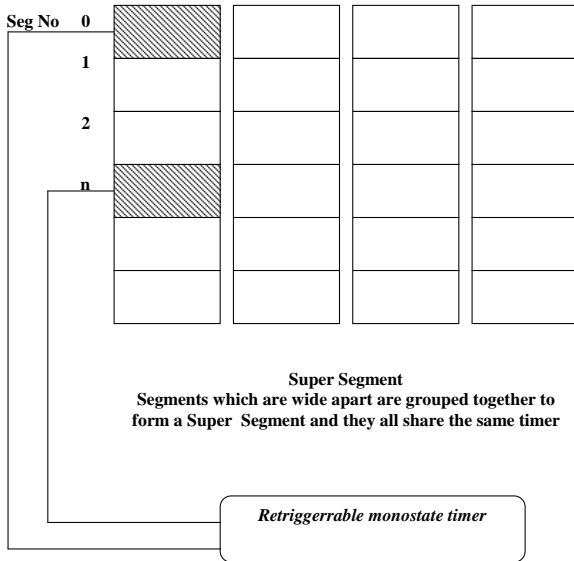 Seg No 0
1
2
n
Super Segment
Segments which are wide apart are grouped together to
form a Super Segment and they all share the same timer
Retriggerrable monostate timer